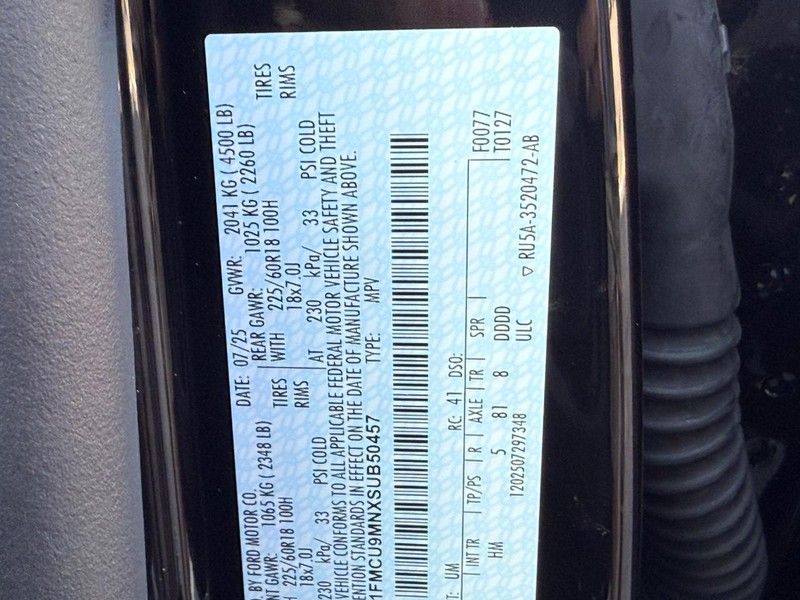 . BY FORD MOTOR CO.
DATE: 07/25 GVWR: 2041 KG ( 4500 LB)
GAWR: 1065 KG ( 2348 LB) REAR GAWR: 1025 KG ( 2260 LB)
H 225/60R18 100H TIRES WITH 225/60R18 100H TIRES
18x7.0J RIMS 18x7.0J RIMS
230 kPa/ 33 PSI COLD AT 230 kPa/ 33 PSI COLD
VEHICLE CONFORMS TO ALL APPLICABLE FEDERAL MOTOR VEHICLE SAFETY AND THEFT
ENTION STANDARDS IN EFFECT ON THE DATE OF MANUFACTURE SHOWN ABOVE.
1FMCU9MNXSUB50457 TYPE: MPV
T: UM RC: 41 DSO: F0077
INT TR TP/PS R AXLE TR SPR T0127
HM 5 81 8 DDDD
1202507297348 ULC ▽ RU5A-3520472-AB